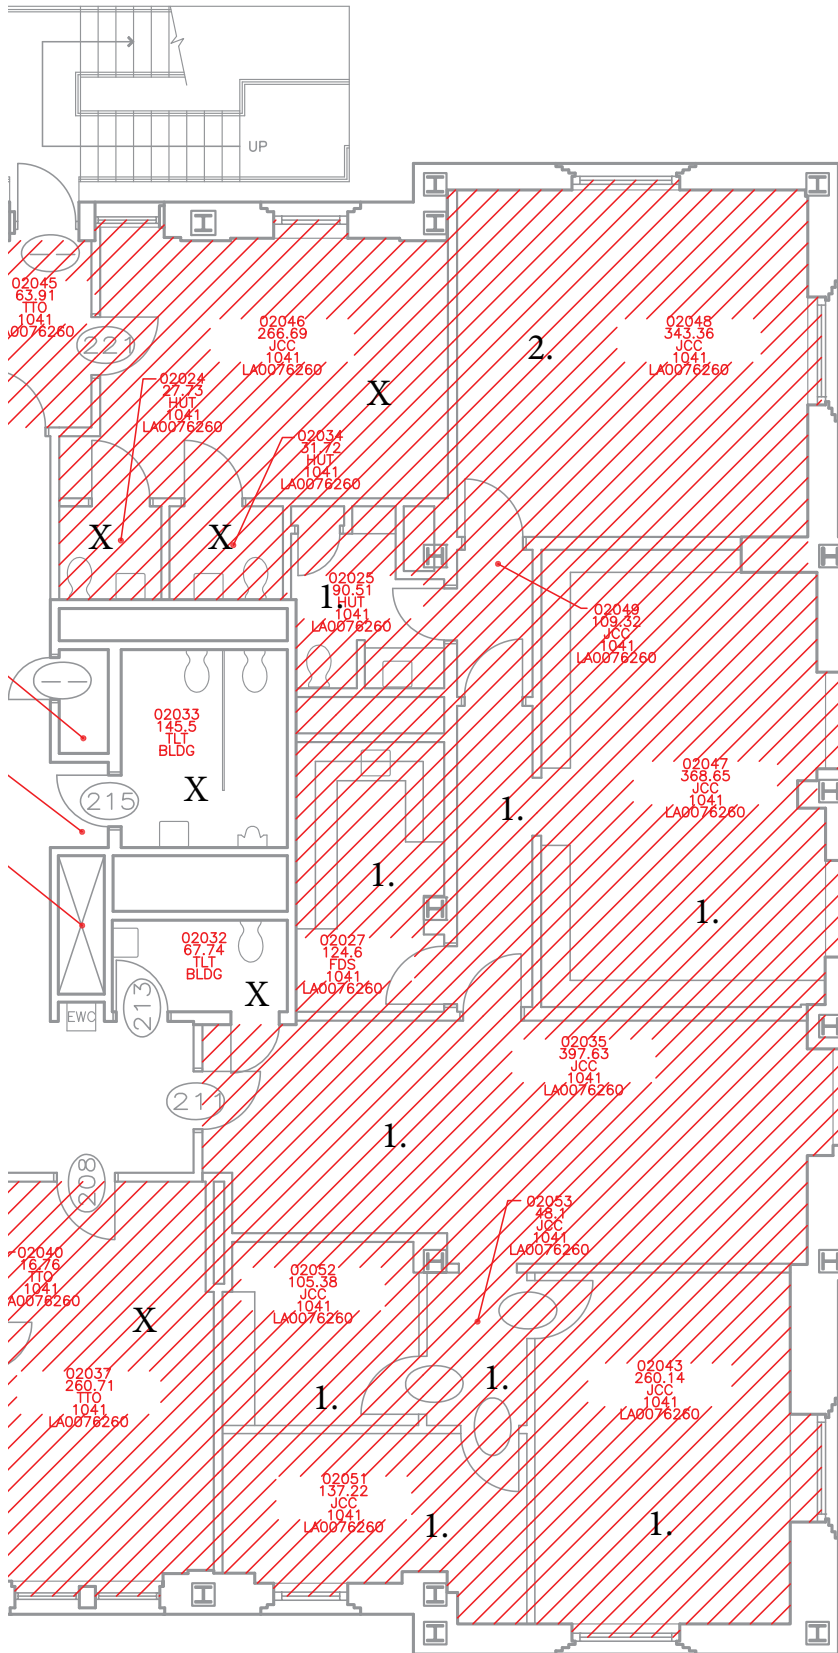 UP
02045
63.91
TTO
1041
A0076260
221
02046
266.69
JCC
1041
LA0076260
X
2.
02048
343.36
JCC
1041
LA0076260
02024
27.73
HUT
1041
LA0076260
02034
31.72
HUT
1041
LA0076260
X
X
02025
90.51
HUT
1041
LA0076260
1.
02049
109.32
JCC
1041
LA0076260
02033
145.5
TLT
BLDG
X
215
02047
368.65
JCC
1041
LA0076260
1.
1.
1.
02027
124.6
FDS
1041
LA0076260
02032
67.74
TLT
BLDG
X
213
EWC
02035
397.63
JCC
1041
LA0076260
211
1.
208
02053
48.1
JCC
1041
LA0076260
02040
16.76
TTO
1041
A0076260
02052
105.38
JCC
1041
LA0076260
X
02037
260.71
TTO
1041
LA0076260
1.
1.
02043
260.14
JCC
1041
LA0076260
02051
137.22
JCC
1041
LA0076260
1.
1.